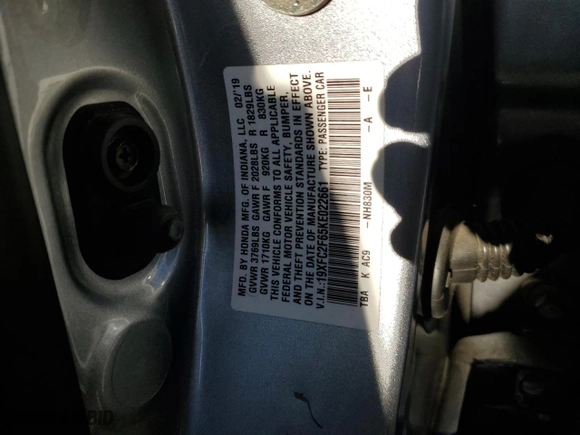 MFD. BY HONDA MFG. OF INDIANA, LLC 02/'19
GVWR 3769LBS GAWR F 2028LBS R 1829LBS
GVWR 1710KG GAWR F 920KG R 830KG
THIS VEHICLE CONFORMS TO ALL APPLICABLE
FEDERAL MOTOR VEHICLE SAFETY, BUMPER,
AND THEFT PREVENTION STANDARDS IN EFFECT
ON THE DATE OF MANUFACTURE SHOWN ABOVE.
V.I.N.:19XFC2F65KE022661 TYPE: PASSENGER CAR
TBA K-AC9 -NH830M -A -E